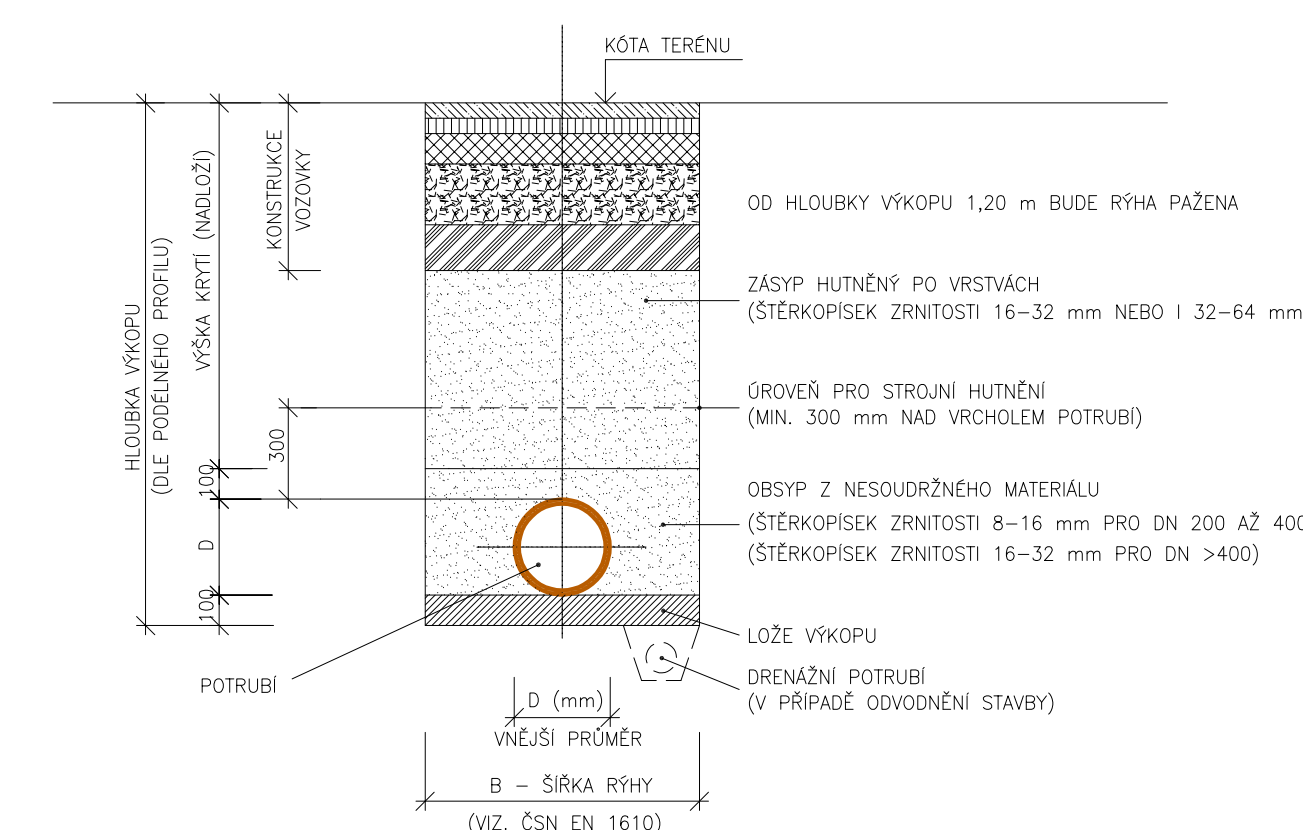 KÓTA TERÉNU
HLOUBKA VÝKOPU
(DLE PODÉLNÉHO PROFILU)
VÝŠKA KRYTÍ (NADLOŽÍ)
KONSTRUKCE
VOZOVKY
300
100
D
100
OD HLOUBKY VÝKOPU 1,20 m BUDE RÝHA PAŽENA
ZÁSYP HUTNĚNÝ PO VRSTVÁCH
(ŠTĚRKOPÍSEK ZRNITOSTI 16–32 mm NEBO I 32–64 mm
ÚROVEŇ PRO STROJNÍ HUTNĚNÍ
(MIN. 300 mm NAD VRCHOLEM POTRUBÍ)
OBSYP Z NESOUDRŽNÉHO MATERIÁLU
(ŠTĚRKOPÍSEK ZRNITOSTI 8–16 mm PRO DN 200 AŽ 400
(ŠTĚRKOPÍSEK ZRNITOSTI 16–32 mm PRO DN >400)
LOŽE VÝKOPU
DRENÁŽNÍ POTRUBÍ
(V PŘÍPADĚ ODVODNĚNÍ STAVBY)
POTRUBÍ
D (mm)
VNĚJŠÍ PRŮMĚR
B – ŠÍŘKA RÝHY
(VIZ. ČSN EN 1610)